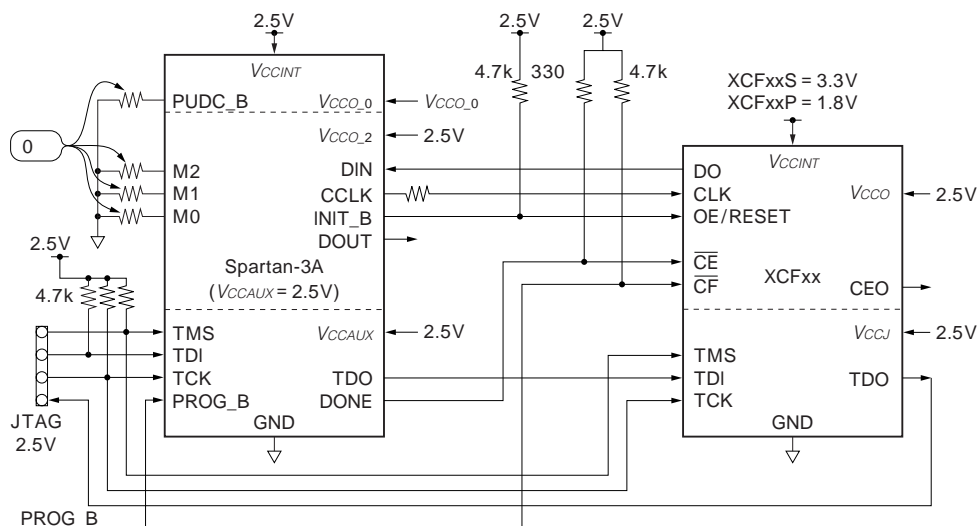 2.5V
2.5V
2.5V
4.7k
330
4.7k
XCFxxS = 3.3V
XCFxxP = 1.8V
VCCINT
PUDC_B
VCCO_0
VCCO_0
0
VCCO_2
2.5V
M2
M1
M0
DIN
CCLK
INIT_B
DOUT
VCCINT
DO
CLK
OE/RESET
VCCO
2.5V
2.5V
4.7k
Spartan-3A
(VCCAUX = 2.5V)
CE
CF
XCFxx
CEO
TMS
TDI
TCK
PROG_B
VCCAUX
2.5V
TDO
DONE
GND
VCCJ
2.5V
TMS
TDI
TCK
TDO
GND
JTAG
2.5V
PROG_B